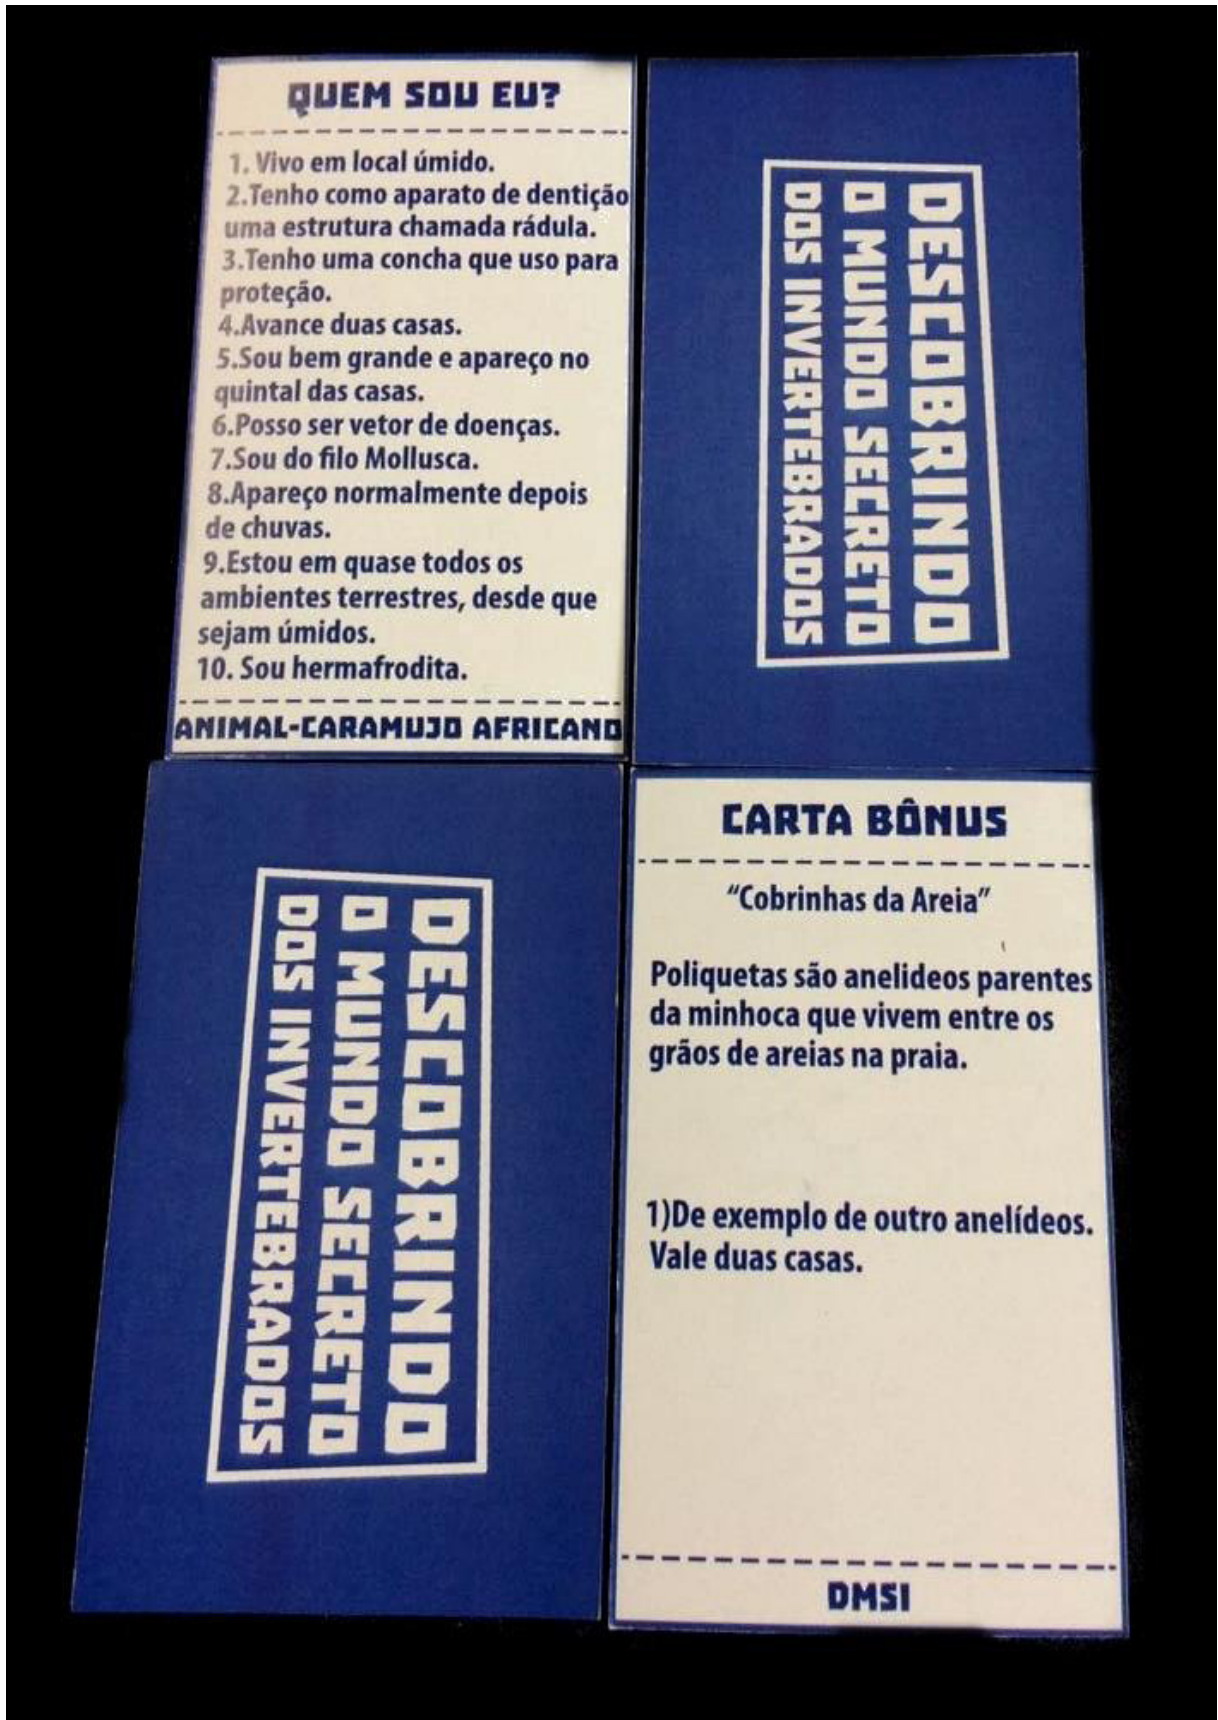 QUEM SOU EU?
1. Vivo em local úmido.
2.Tenho como aparato de dentição
uma estrutura chamada rádula.
3.Tenho uma concha que uso para
proteção.
4.Avance duas casas.
5.Sou bem grande e apareço no
quintal das casas.
6.Posso ser vetor de doenças.
7.Sou do filo Mollusca.
8.Apareço normalmente depois
de chuvas.
9.Estou em quase todos os
ambientes terrestres, desde que
sejam úmidos.
10. Sou hermafrodita.
ANIMAL-CARAMUJO AFRICANO
DESCOBRINDO
O MUNDO SECRETO
DOS INVERTEBRADOS
DESCOBRINDO
O MUNDO SECRETO
DOS INVERTEBRADOS
CARTA BÔNUS
“Cobrinhas da Areia”
Poliquetas são anelideos parentes
da minhoca que vivem entre os
grãos de areias na praia.
1)De exemplo de outro anelídeos.
Vale duas casas.
DMSI